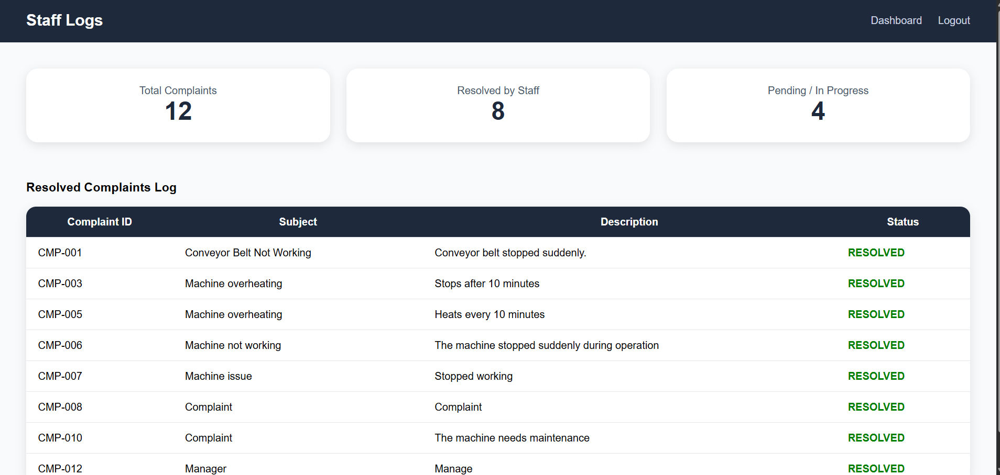 Staff Logs Dashboard Logout
Total Complaints Resolved by Staff Pending / In Progress
12 8 4
Resolved Complaints Log
Complaint ID Subject Description Status
CMP-001 Conveyor Belt Not Working Conveyor belt stopped suddenly. RESOLVED
CMP-003 Machine overheating Stops after 10 minutes RESOLVED
CMP-005 Machine overheating Heats every 10 minutes RESOLVED
CMP-006 Machine not working The machine stopped suddenly during operation RESOLVED
CMP-007 Machine issue Stopped working RESOLVED
CMP-008 Complaint Complaint RESOLVED
CMP-010 Complaint The machine needs maintenance RESOLVED
CMP-012 Manager Manage RESOLVED